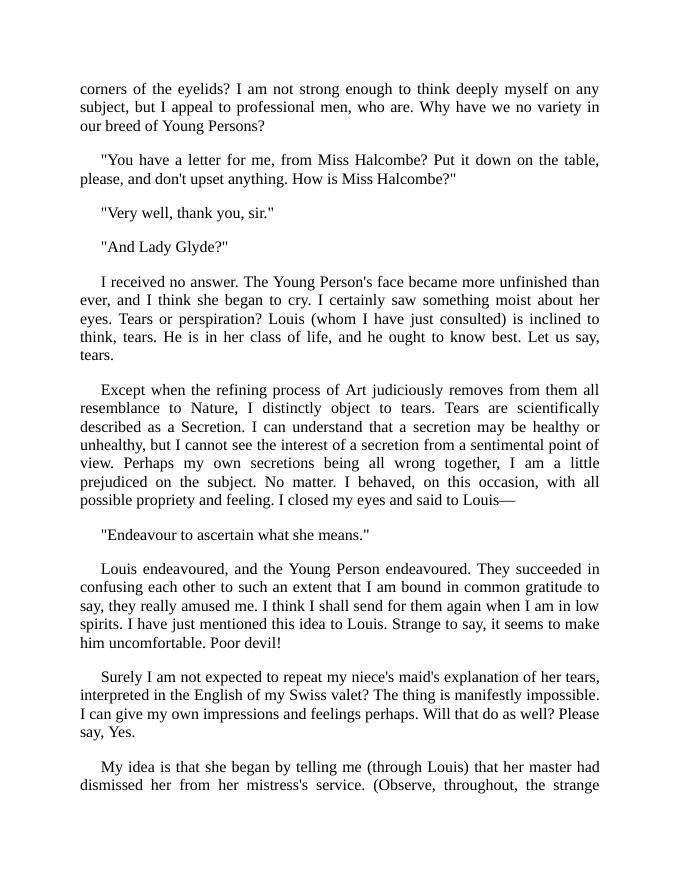 corners of the eyelids? I am not strong enough to think deeply myself on any
subject, but I appeal to professional men, who are. Why have we no variety in
our breed of Young Persons?
"You have a letter for me, from Miss Halcombe? Put it down on the table,
please, and don't upset anything. How is Miss Halcombe?"
"Very well, thank you, sir."
"And Lady Glyde?"
I received no answer. The Young Person's face became more unfinished than
ever, and I think she began to cry. I certainly saw something moist about her
eyes. Tears or perspiration? Louis (whom I have just consulted) is inclined to
think, tears. He is in her class of life, and he ought to know best. Let us say,
tears.
Except when the refining process of Art judiciously removes from them all
resemblance to Nature, I distinctly object to tears. Tears are scientifically
described as a Secretion. I can understand that a secretion may be healthy or
unhealthy, but I cannot see the interest of a secretion from a sentimental point of
view. Perhaps my own secretions being all wrong together, I am a little
prejudiced on the subject. No matter. I behaved, on this occasion, with all
possible propriety and feeling. I closed my eyes and said to Louis—
"Endeavour to ascertain what she means."
Louis endeavoured, and the Young Person endeavoured. They succeeded in
confusing each other to such an extent that I am bound in common gratitude to
say, they really amused me. I think I shall send for them again when I am in low
spirits. I have just mentioned this idea to Louis. Strange to say, it seems to make
him uncomfortable. Poor devil!
Surely I am not expected to repeat my niece's maid's explanation of her tears,
interpreted in the English of my Swiss valet? The thing is manifestly impossible.
I can give my own impressions and feelings perhaps. Will that do as well? Please
say, Yes.
My idea is that she began by telling me (through Louis) that her master had
dismissed her from her mistress's service. (Observe, throughout, the strange